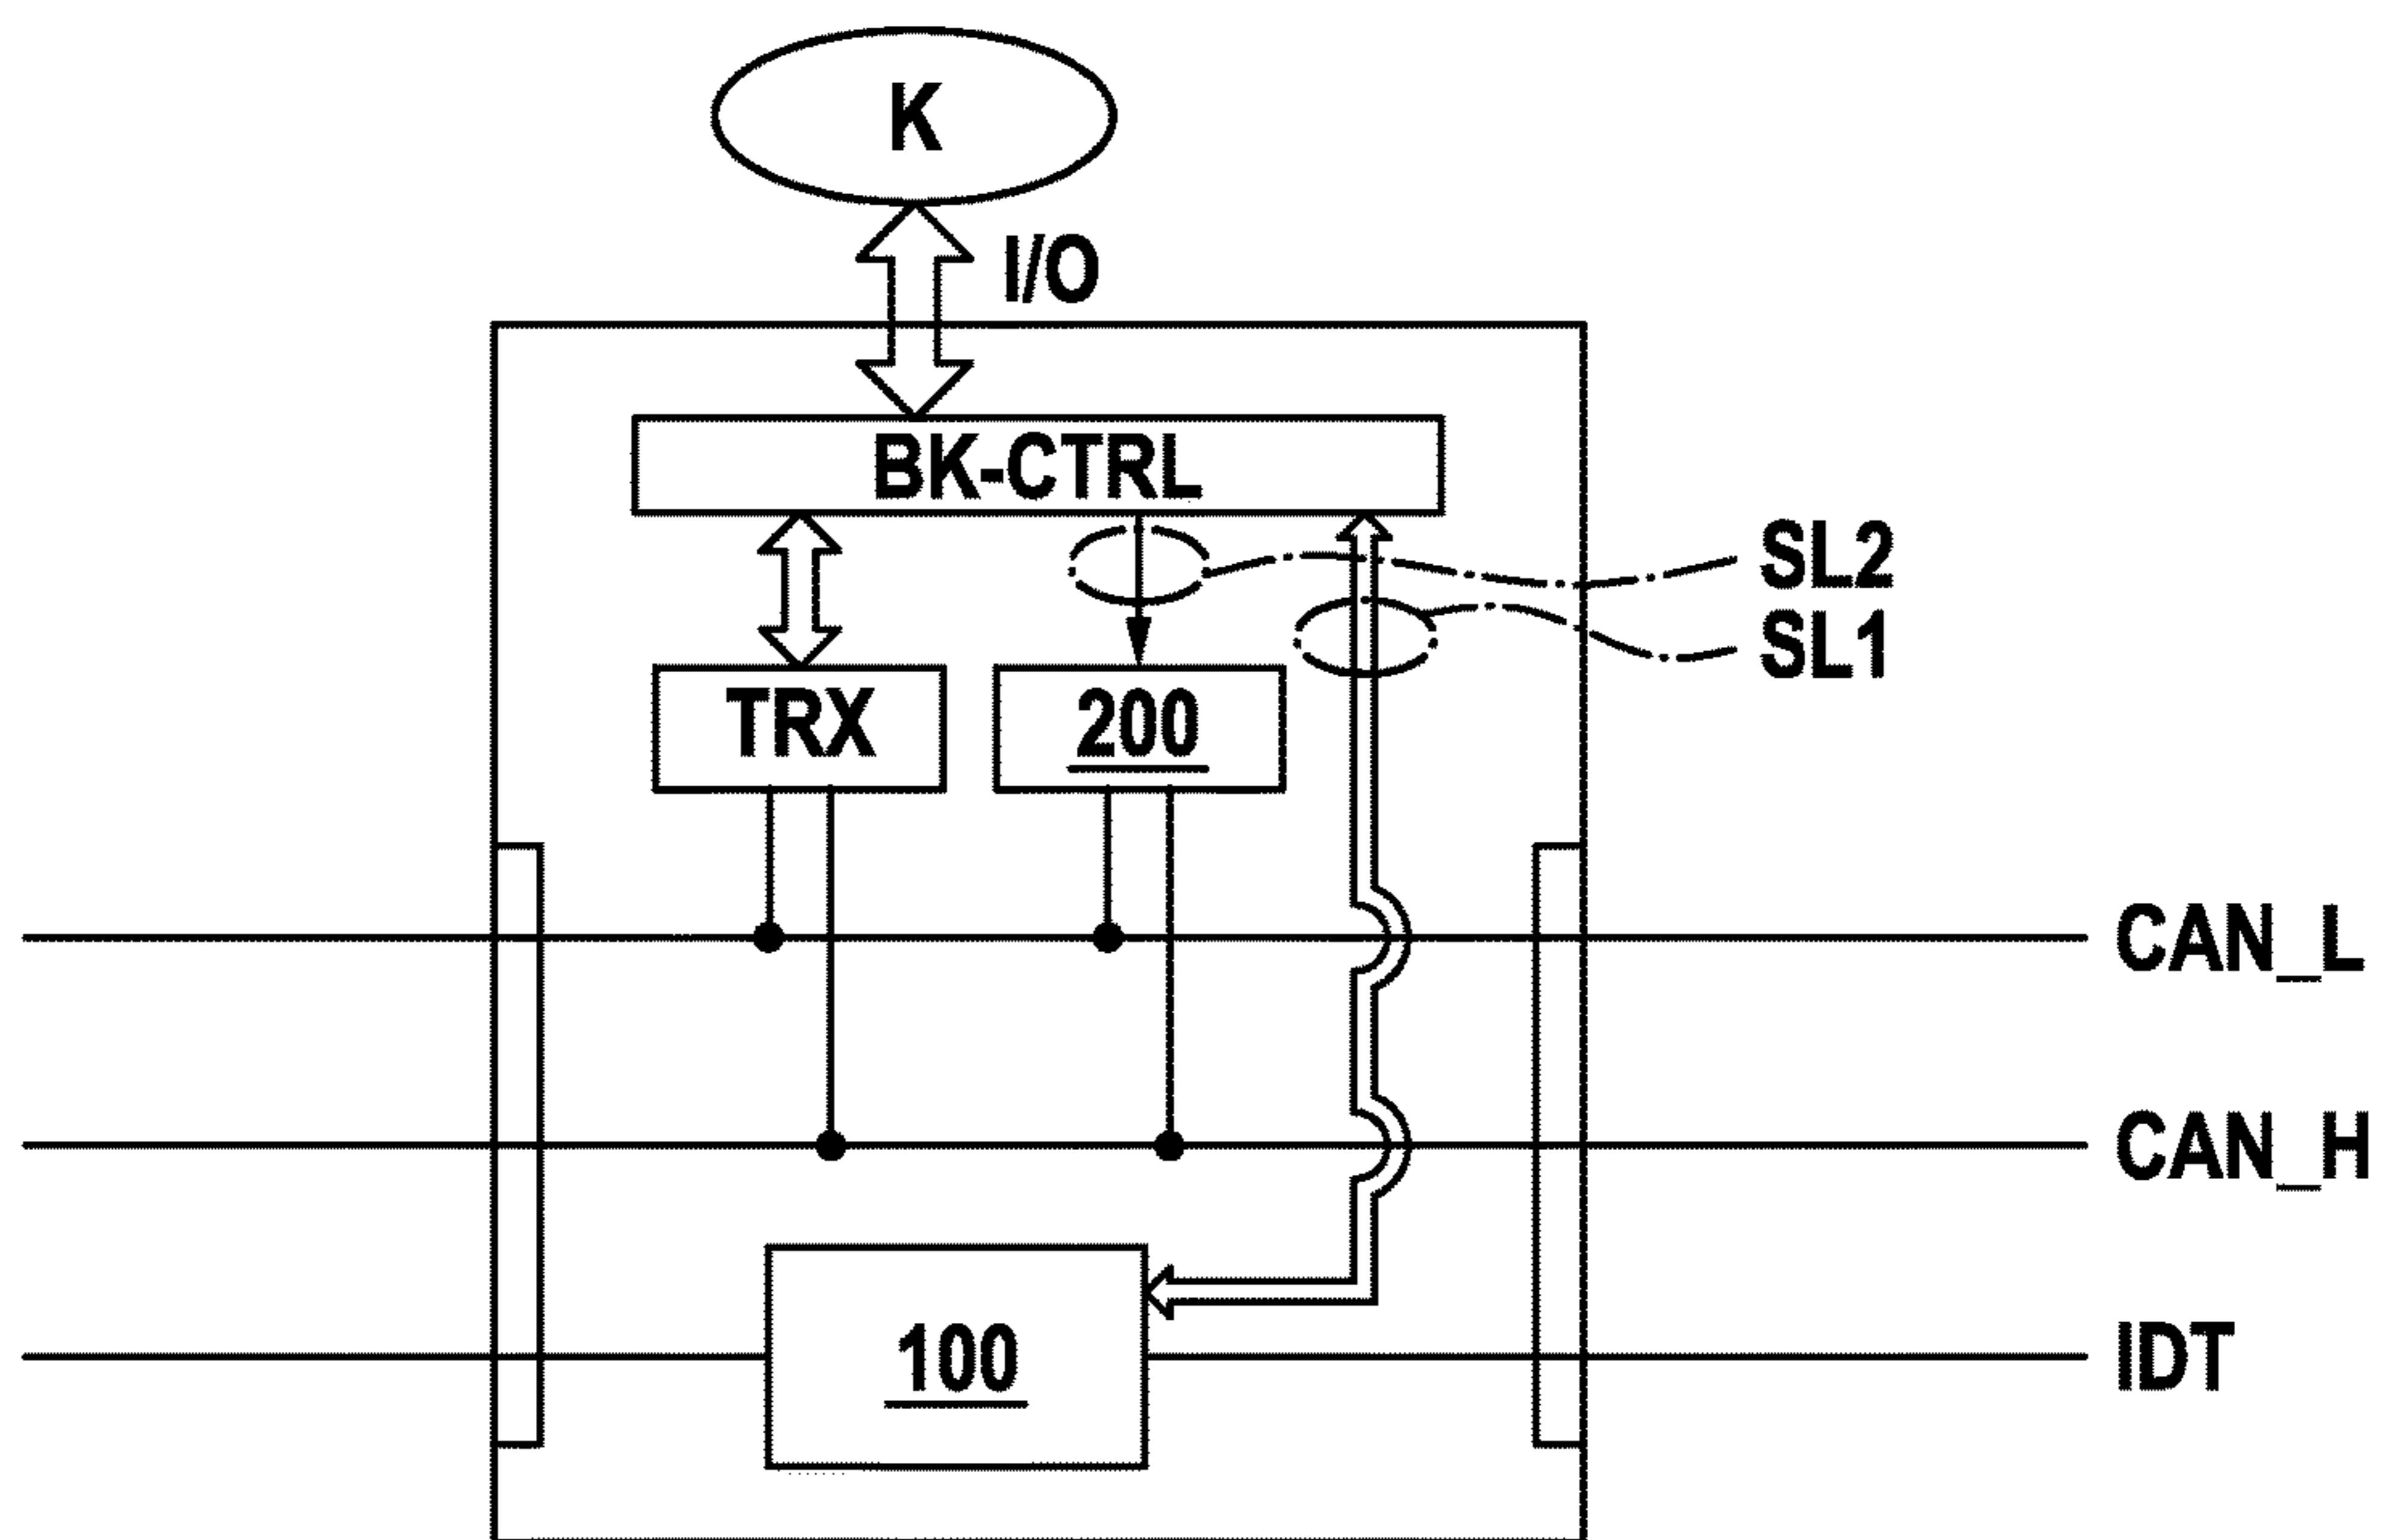 K
I/O
BK-CTRL
SL2
SL1
TRX
200
CAN_L
CAN_H
100
IDT